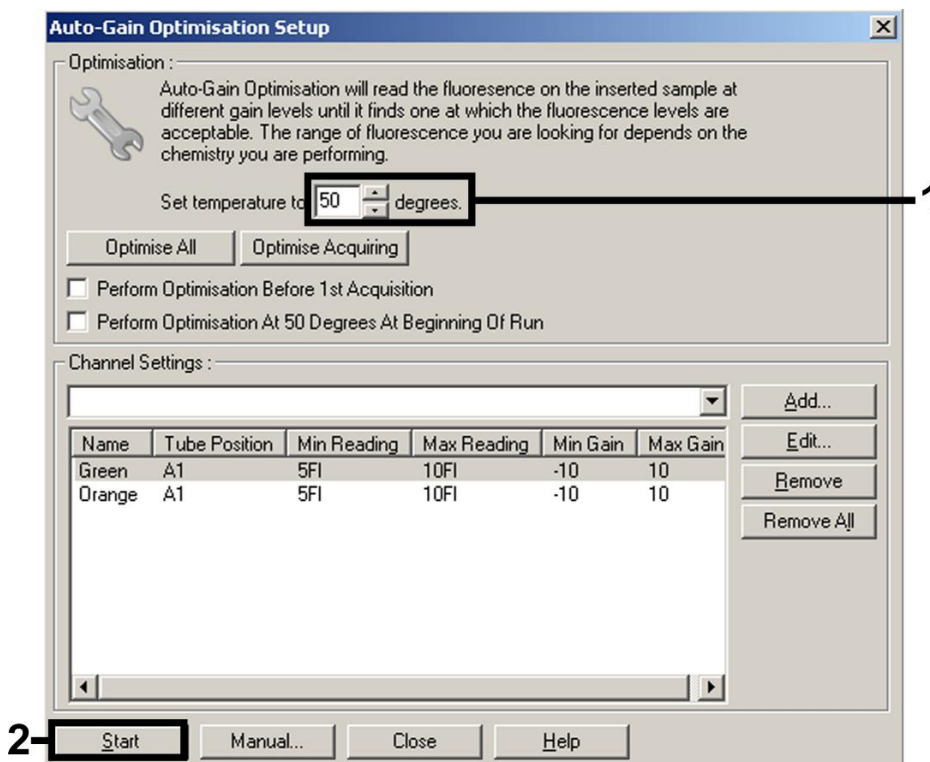 Auto-Gain Optimisation Setup
Optimisation :
Auto-Gain Optimisation will read the fluoresence on the inserted sample at
different gain levels until it finds one at which the fluorescence levels are
acceptable. The range of fluorescence you are looking for depends on the
chemistry you are performing.
Set temperature to 50 degrees.
1
Optimise All Optimise Acquiring
Perform Optimisation Before 1st Acquisition
Perform Optimisation At 50 Degrees At Beginning Of Run
Channel Settings :
Add...
Name Tube Position Min Reading Max Reading Min Gain Max Gain
Edit...
Green A1 5Fl 10Fl -10 10
Remove
Orange A1 5Fl 10Fl -10 10
Remove All
2 Start Manual... Close Help